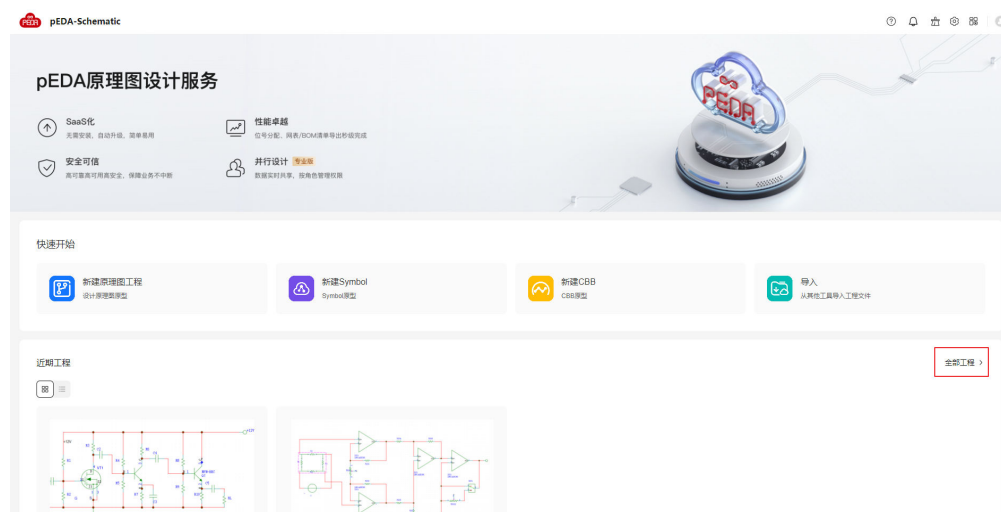 PEDA pEDA-Schematic
pEDA原理图设计服务
SaaS化
无需安装，自动升级，简单易用
性能卓越
位号分配，网表/BOM清单导出秒级完成
安全可信
高可靠高可用高安全，保障业务不中断
并行设计 专业版
数据实时共享，按角色管理权限
PEDA
快速开始
新建原理图工程
设计原理图原型
新建Symbol
Symbol原型
新建CBB
CBB原型
导入
从其他工具导入工程文件
近期工程
全部工程 >